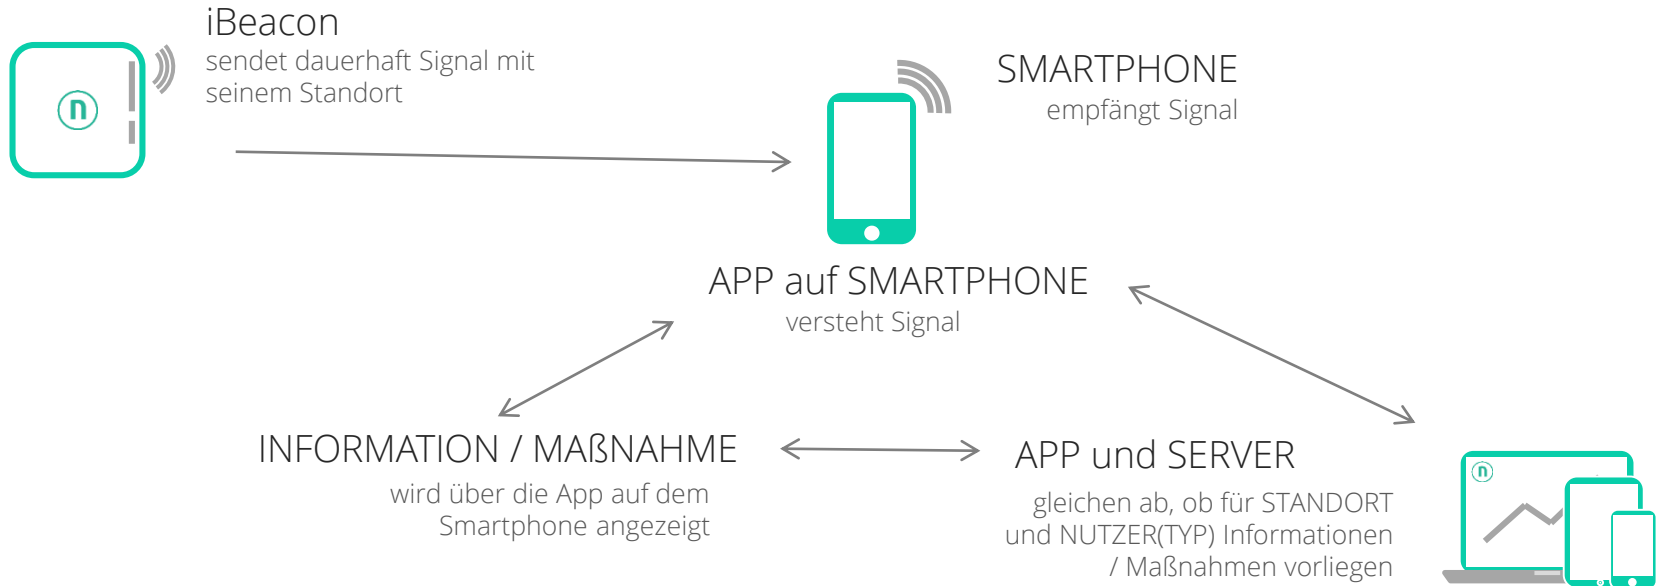 iBeacon
sendet dauerhaft Signal mit
seinem Standort
n
SMARTPHONE
empfängt Signal
APP auf SMARTPHONE
versteht Signal
INFORMATION / MAßNAHME
wird über die App auf dem
Smartphone angezeigt
APP und SERVER
gleichen ab, ob für STANDORT
und NUTZER(TYP) Informationen
/ Maßnahmen vorliegen
n